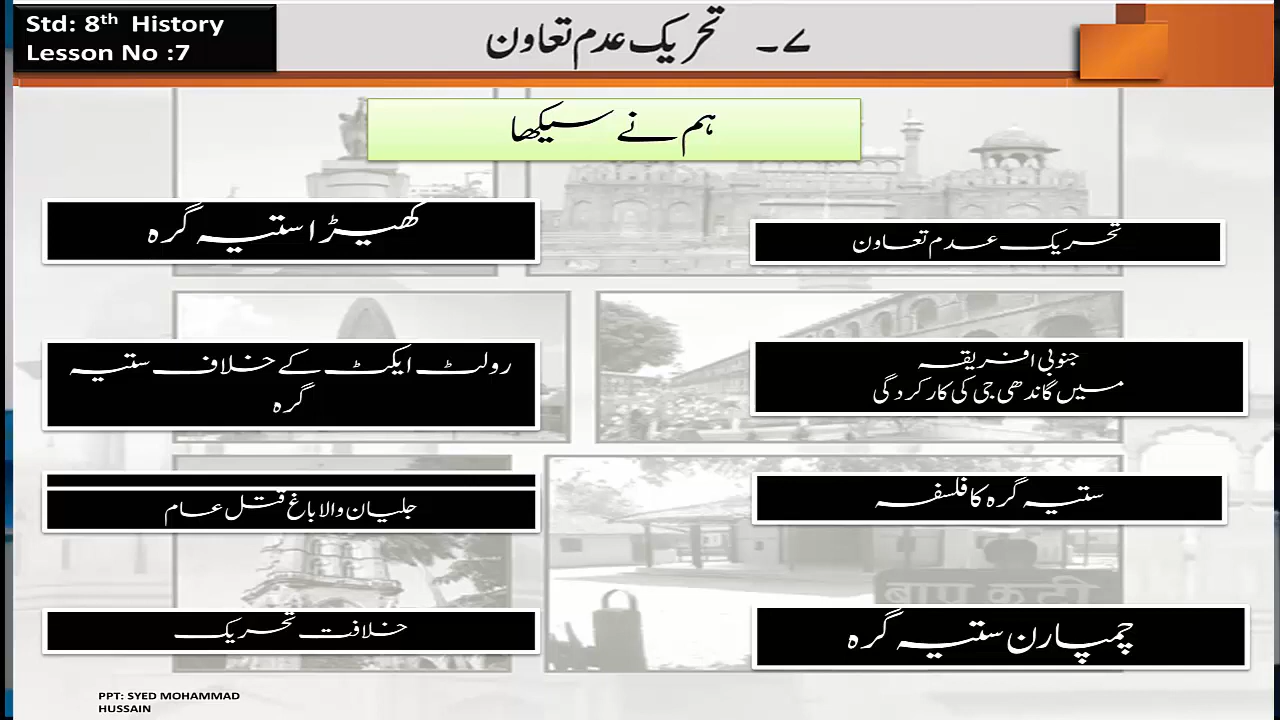 Std: 8th History
Lesson No :7
۷۔ تحریک عدم تعاون
ہم نے سیکھا
تحریک عدم تعاون
جنوبی افریقہ
میں گاندھی جی کی کارکردگی
ستیہ گرہ کا فلسفہ
چمپارن ستیہ گرہ
کھیڑا ستیہ گرہ
رولٹ ایکٹ کے خلاف ستیہ
گرہ
جلیان والا باغ قتل عام
خلافت تحریک
बापू कुटी
PPT: SYED MOHAMMAD
HUSSAIN